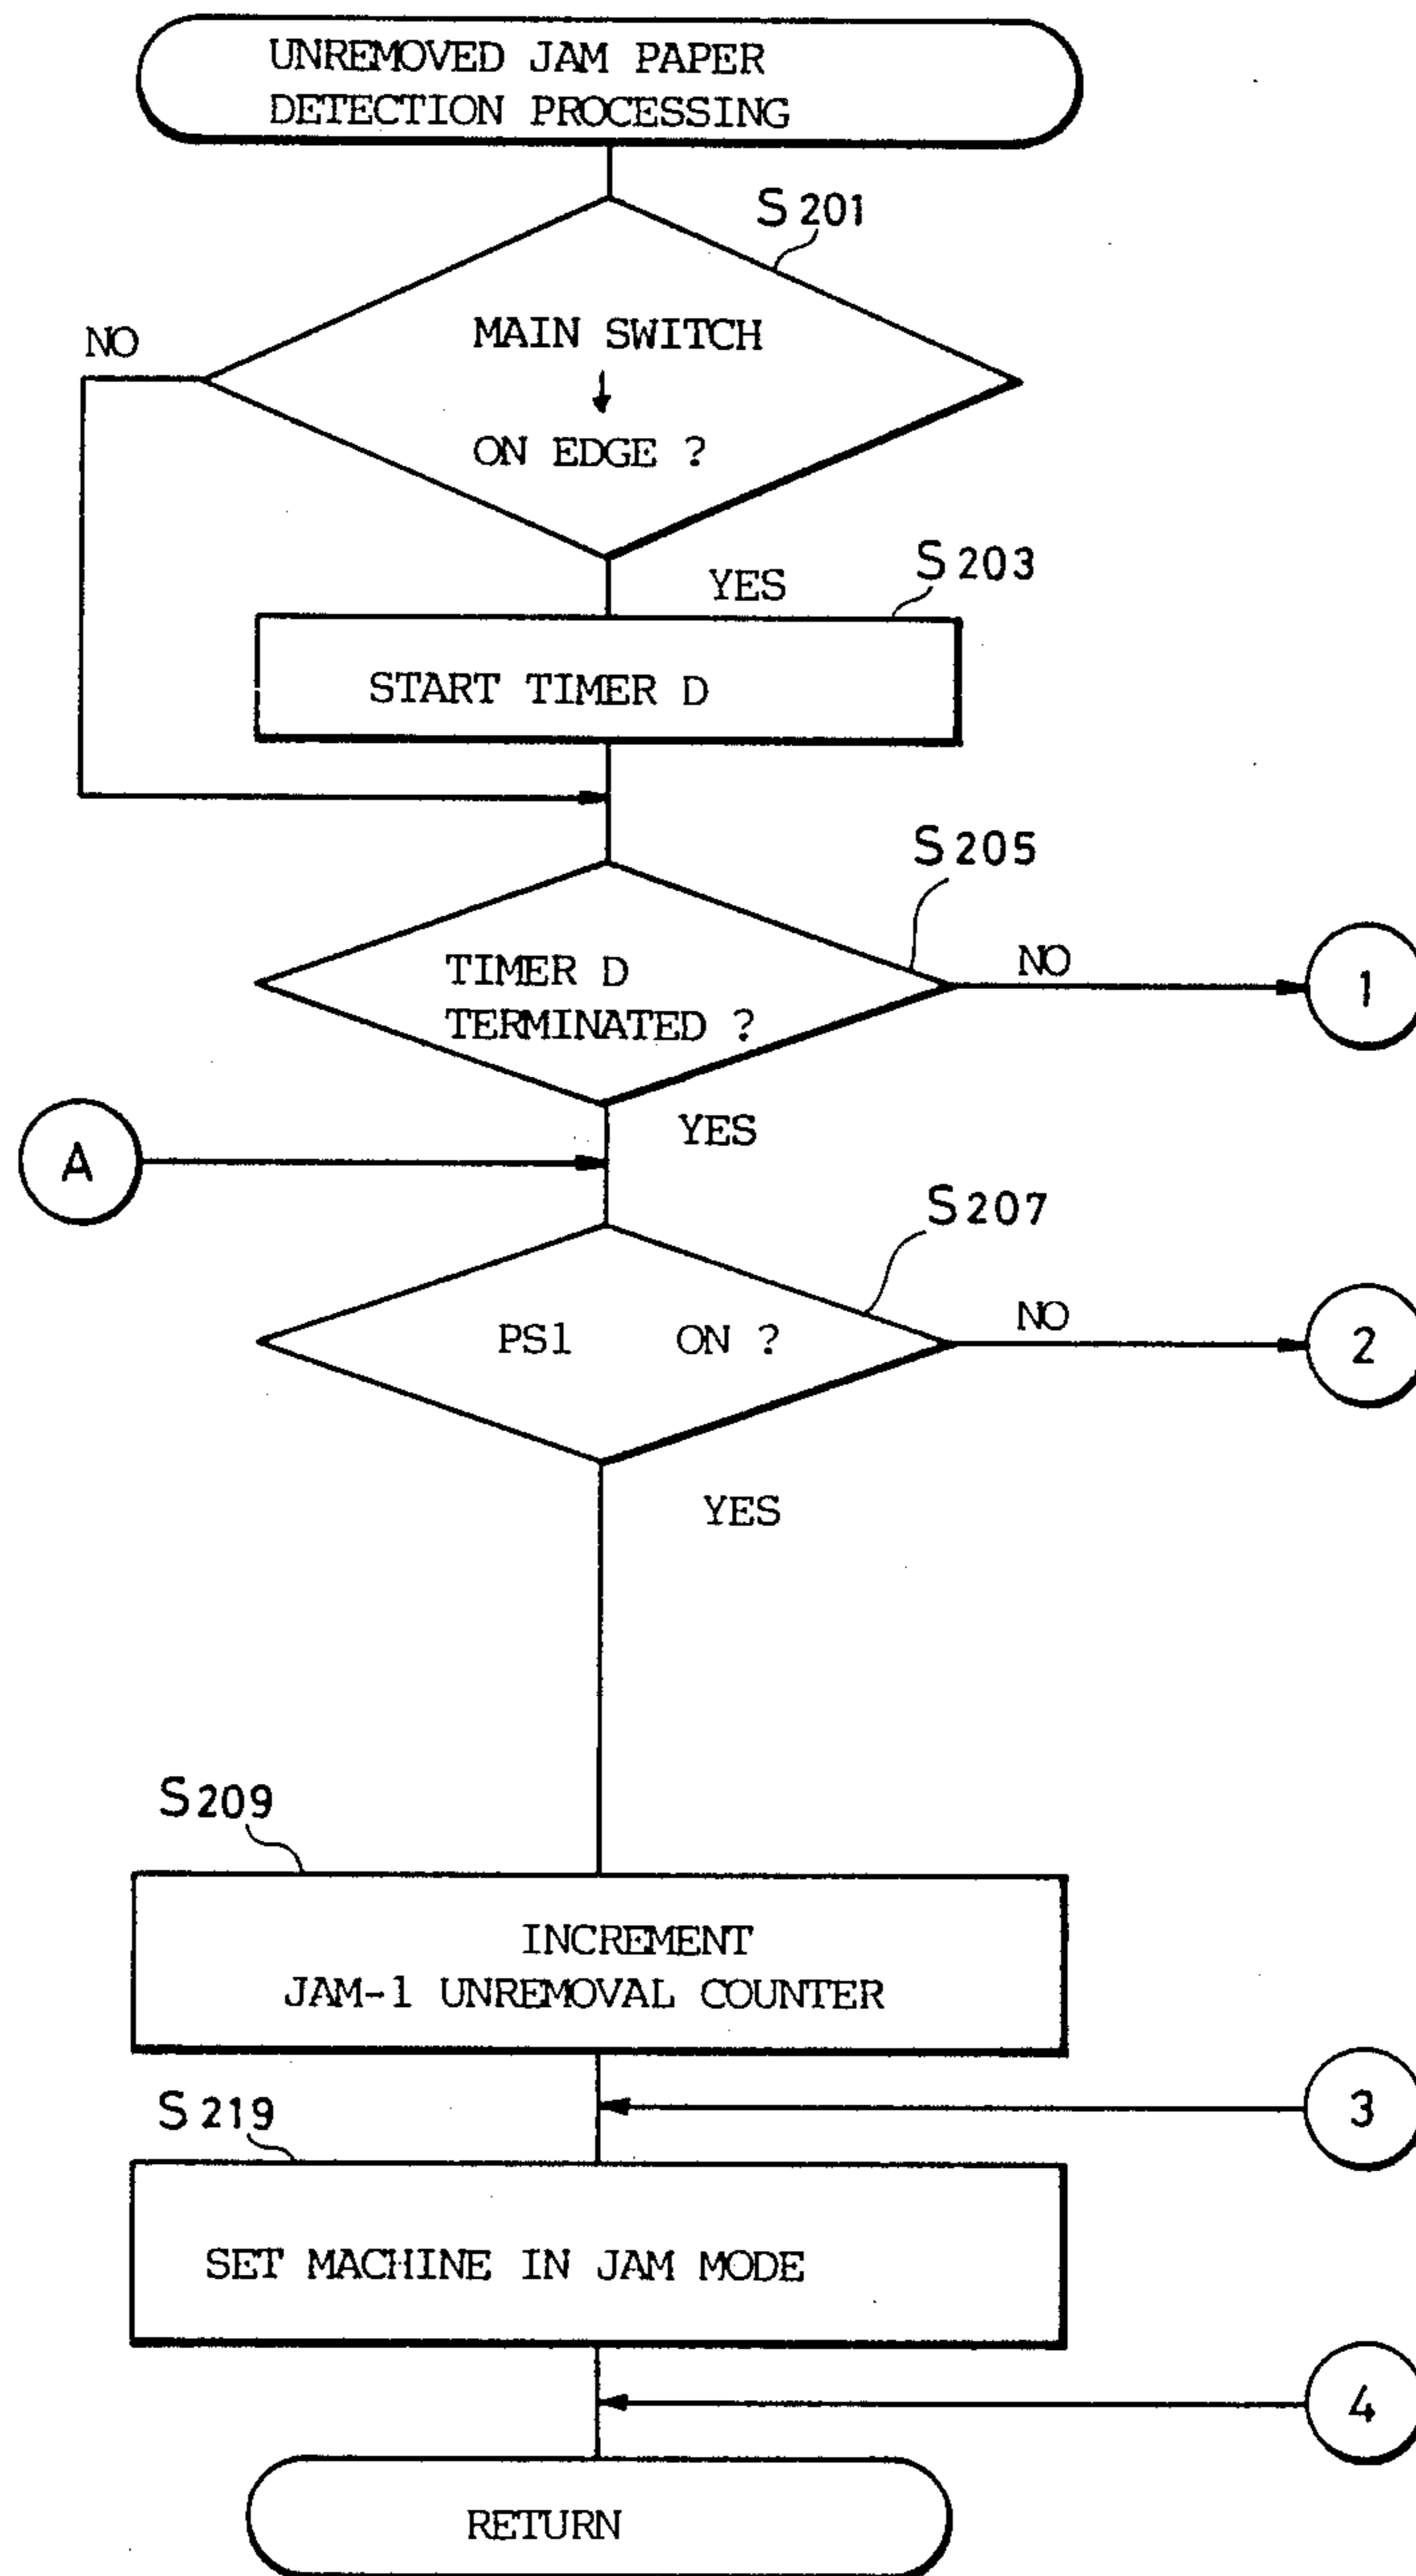 UNREMOVED JAM PAPER
DETECTION PROCESSING
S201
NO
MAIN SWITCH
↓
ON EDGE ?
YES
S203
START TIMER D
S205
TIMER D
TERMINATED ?
NO
1
YES
A
S207
PS1 ON ?
NO
2
YES
S209
INCREMENT
JAM-1 UNREMOVAL COUNTER
3
S219
SET MACHINE IN JAM MODE
4
RETURN